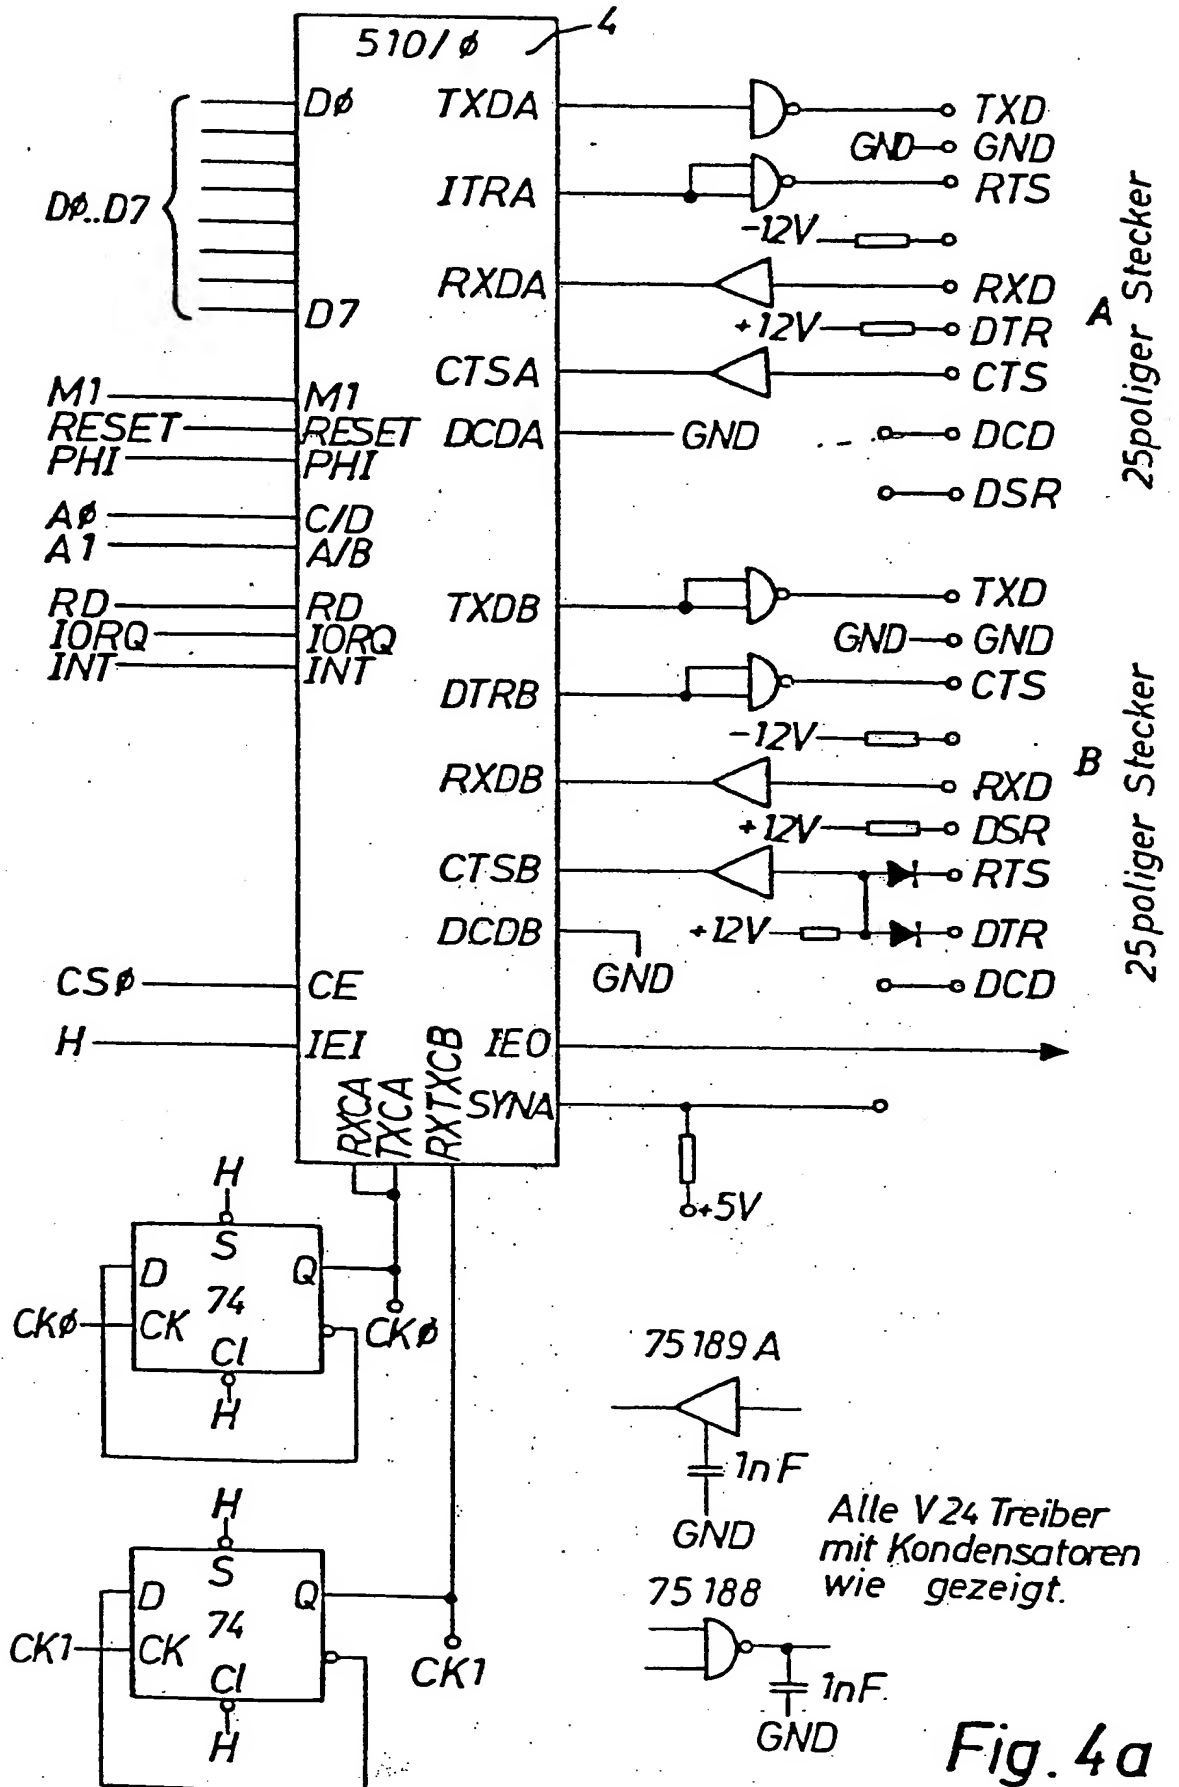 510/ø
4
DØ..D7
DØ
D7
M1
M1
RESET
RESET
PHI
PHI
AØ
C/D
A1
A/B
RD
RD
IORQ
IORQ
INT
INT
CSØ
CE
H
IEI
TXDA
ITRA
RXDA
CTSA
DCDA
GND
TXDB
DTRB
RXDB
CTSB
DCDB
GND
IEO
SYNA
+5V
RXCA
TXCA
RXTXCB
TXD
GND
GND
RTS
-12V
RXD
+12V
DTR
CTS
DCD
DSR
A
25poliger Stecker
TXD
GND
GND
CTS
-12V
RXD
+12V
DSR
RTS
+12V
DTR
DCD
B
25poliger Stecker
H
S
D
Q
74
CKØ
CK
CKØ
Cl
H
H
S
D
Q
74
CK1
CK
CK1
Cl
H
75189 A
1nF
GND
Alle V24 Treiber
mit Kondensatoren
wie gezeigt.
75188
1nF
GND
Fig. 4a